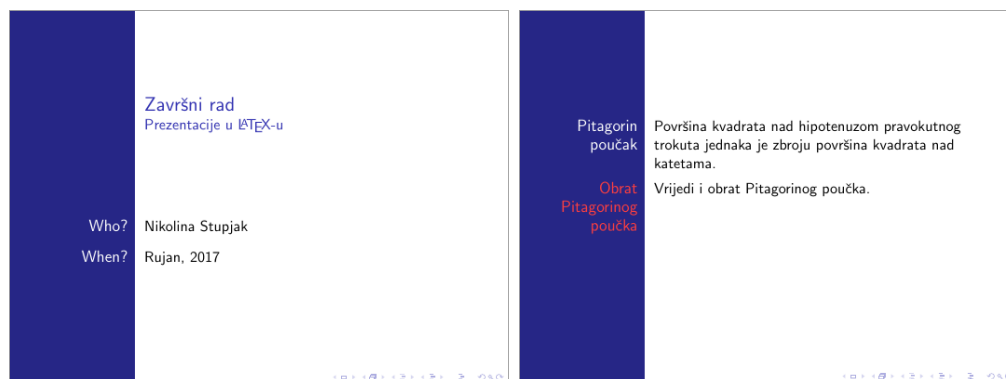 Završni rad
Prezentacije u LATEX-u
Who? Nikolina Stupjak
When? Rujan, 2017
Pitagorin Površina kvadrata nad hipotenuzom pravokutnog
poučak trokuta jednaka je zbroju površina kvadrata nad
katetama.
Obrat Vrijedi i obrat Pitagorinog poučka.
Pitagorinog
poučka